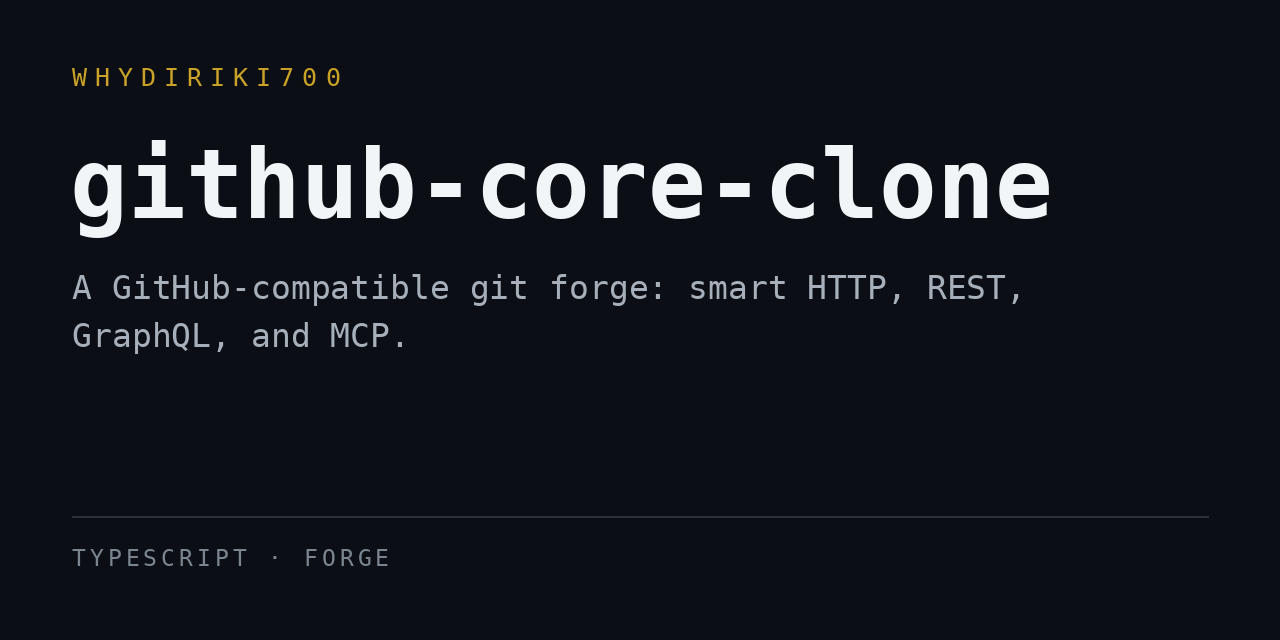 WHYDIRIKI700
github-core-clone
A GitHub-compatible git forge: smart HTTP, REST,
GraphQL, and MCP.
TYPESCRIPT · FORGE